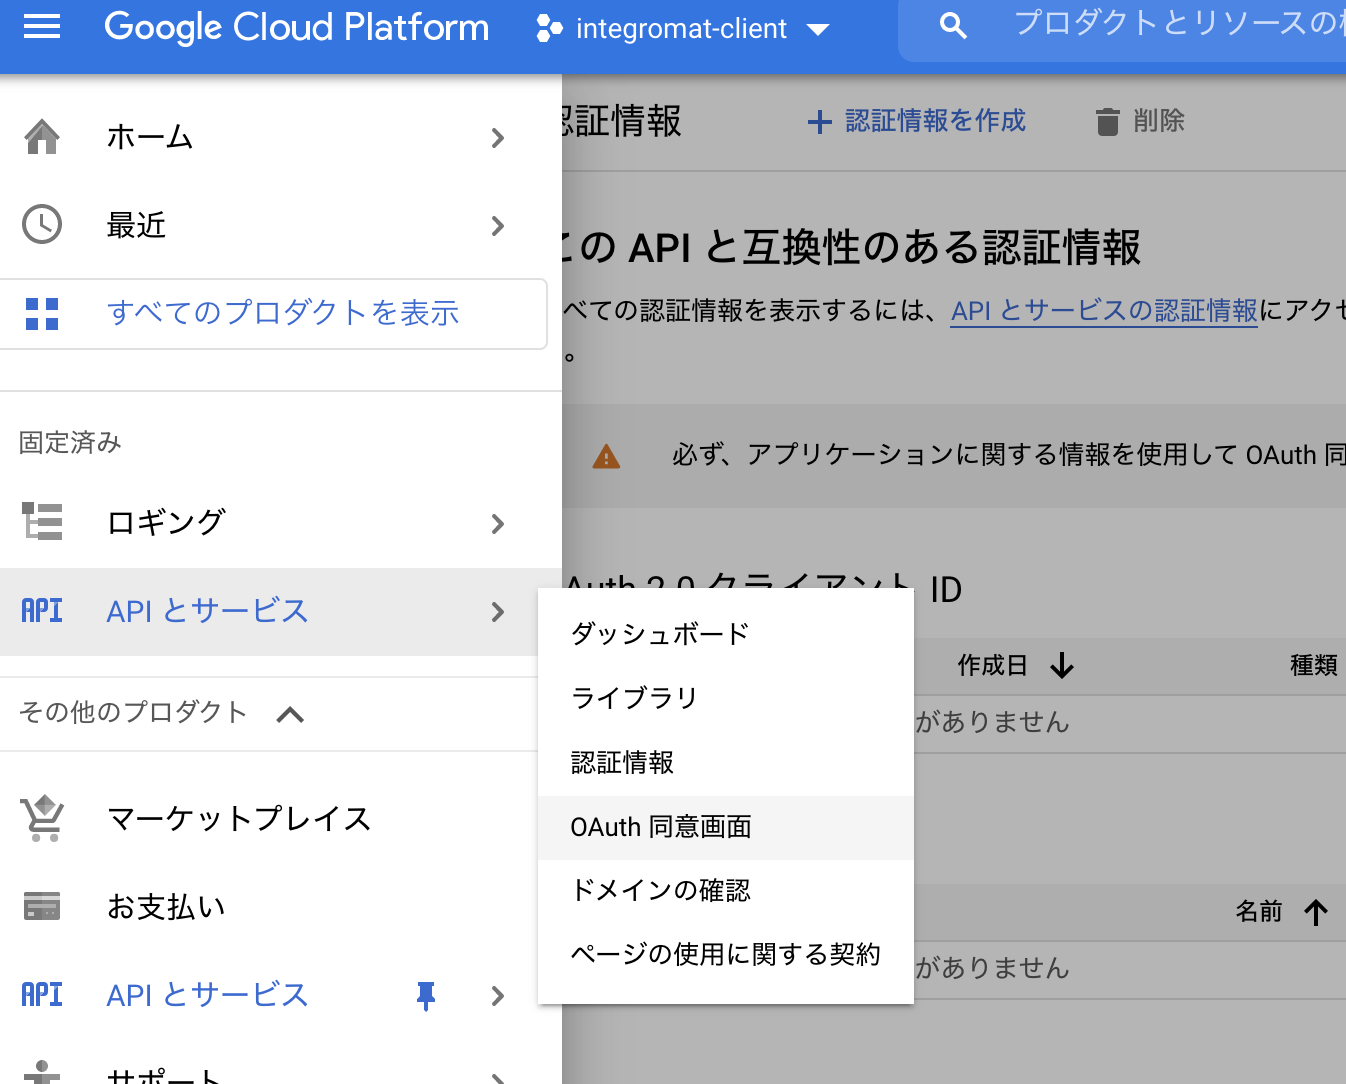 Google Cloud Platform
integromat-client
プロダクトとリソースの
ホーム
最近
すべてのプロダクトを表示
固定済み
ロギング
API
API とサービス
その他のプロダクト
マーケットプレイス
お支払い
API
API とサービス
サポート
ダッシュボード
ライブラリ
認証情報
OAuth 同意画面
ドメインの確認
ページの使用に関する契約
認証情報
認証情報を作成
削除
この API と互換性のある認証情報
べての認証情報を表示するには、API とサービスの認証情報にアクセ
。
必ず、アプリケーションに関する情報を使用して OAuth 同
Auth 2.0 クライアント ID
作成日
種類
がありません
名前
がありません